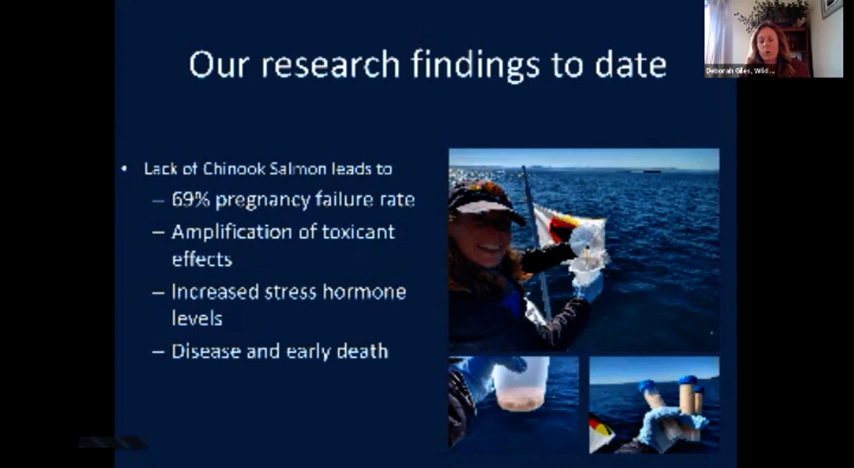 Our research findings to date
Deborah Giles, Wild ...
• Lack of Chinook Salmon leads to
– 69% pregnancy failure rate
– Amplification of toxicant
effects
– Increased stress hormone
levels
– Disease and early death